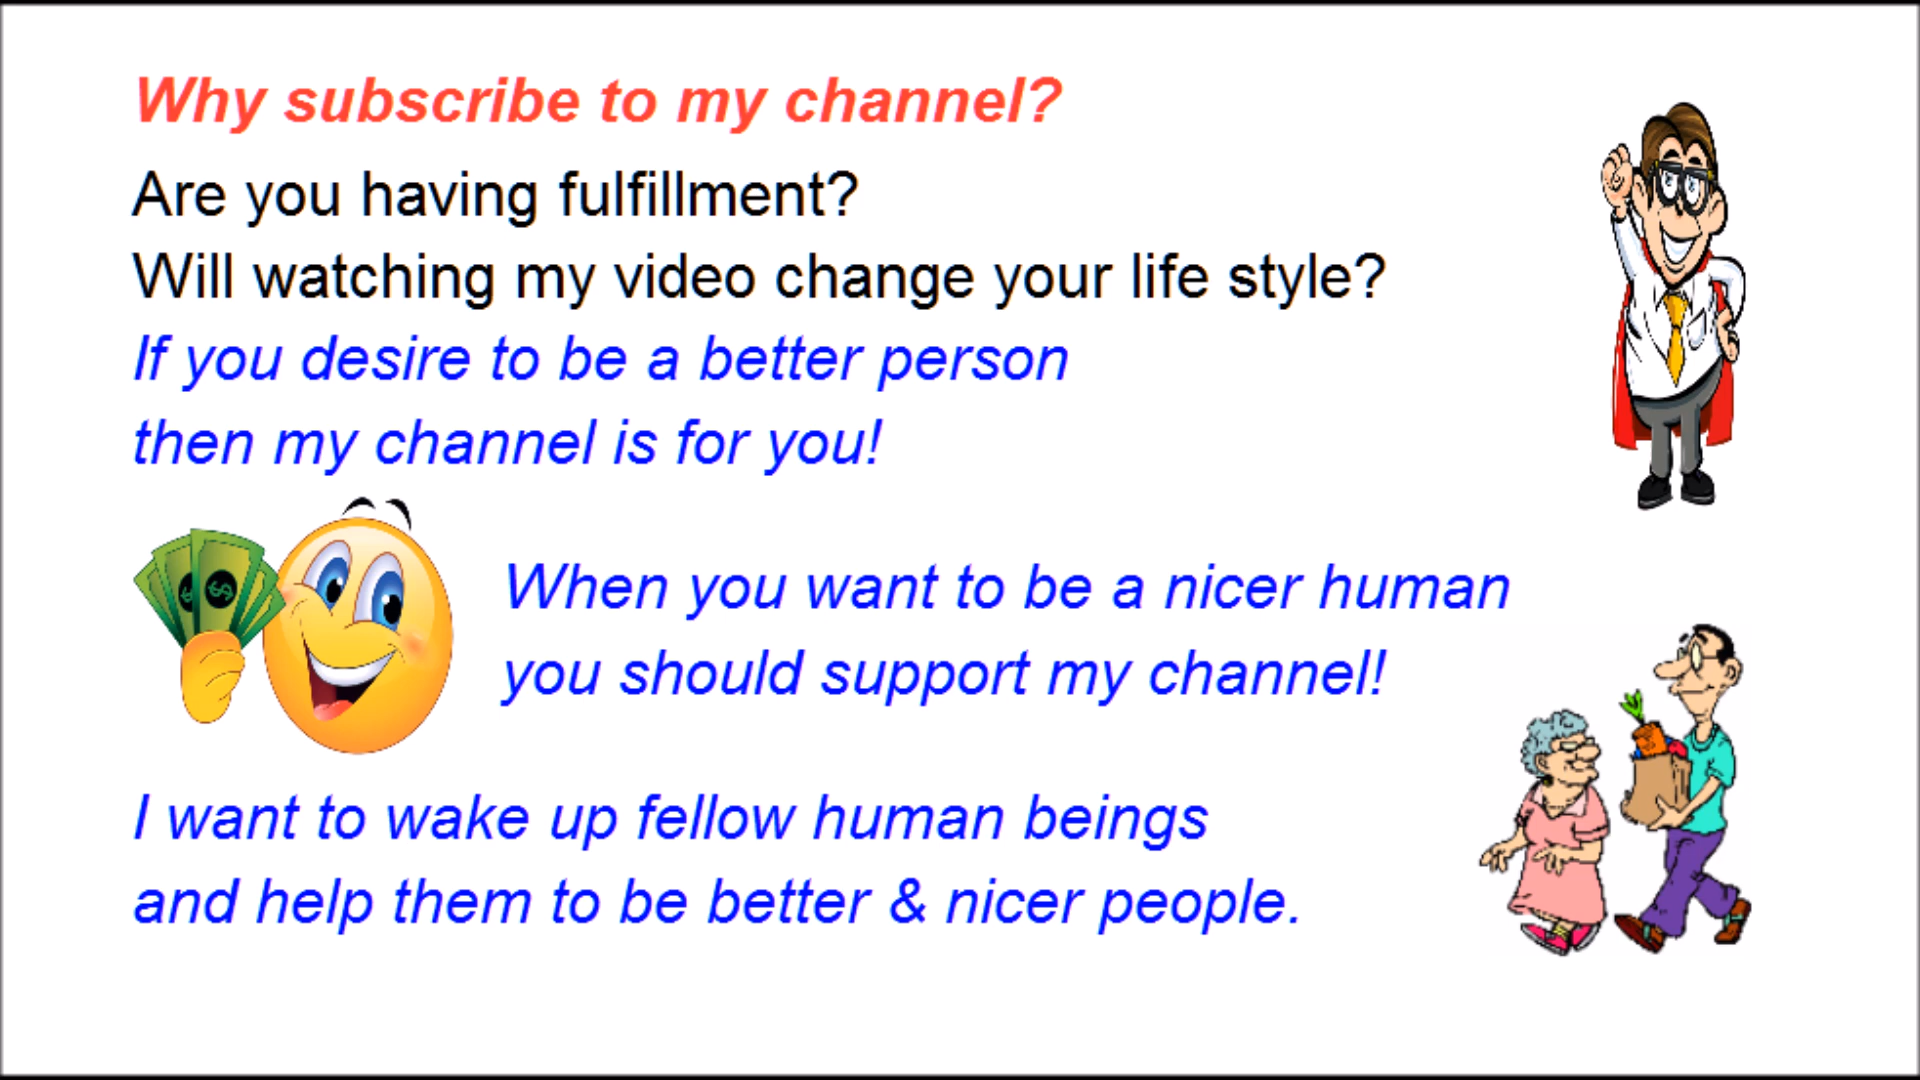 Why subscribe to my channel?
Are you having fulfillment?
Will watching my video change your life style?
If you desire to be a better person
then my channel is for you!
When you want to be a nicer human
you should support my channel!
I want to wake up fellow human beings
and help them to be better & nicer people.